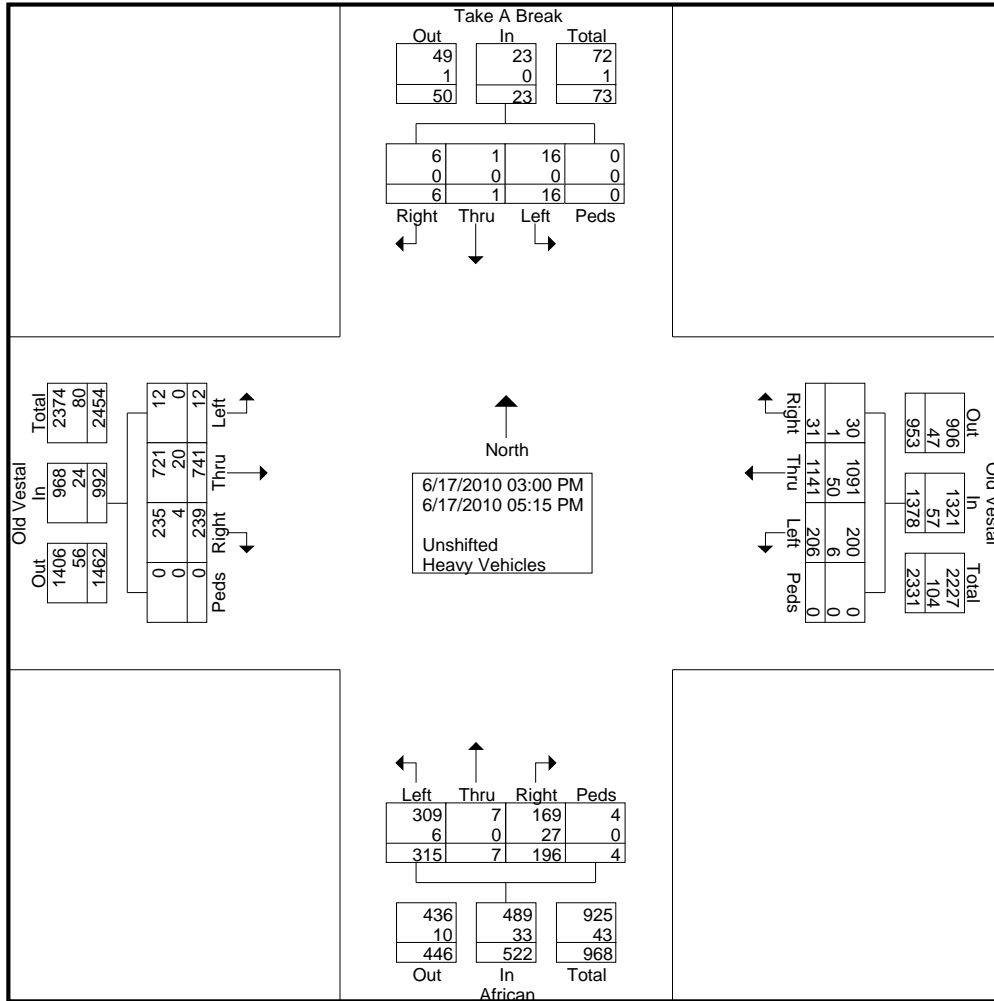 Take A Break
Out In Total
49 23 72
1 0 1
50 23 73
6 1 16 0
0 0 0 0
6 1 16 0
Right Thru Left Peds
Old Vestal
Total In Out
2374 968 1406
80 24 56
2454 992 1462
12 721 235 0
0 20 4 0
12 741 239 0
Left Thru Right Peds
North
6/17/2010 03:00 PM
6/17/2010 05:15 PM
Unshifted
Heavy Vehicles
Old Vestal
Out In Total
906 1321 2227
47 57 104
953 1378 2331
30 1091 200 0
1 50 6 0
31 1141 206 0
Right Thru Left Peds
Left Thru Right Peds
309 7 169 4
6 0 27 0
315 7 196 4
436 489 925
10 33 43
446 522 968
Out In Total
African